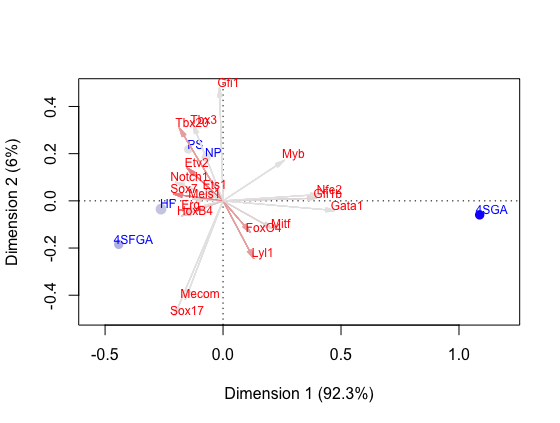 Gfi1
Tbx20
Tbx3
PS
NP
Myb
Etv2
Notch1
Ets1
Sox7
Meis1
Nfe2
Gfi1b
HF
Erg
HoxB4
Gata1
4SGA
Mitf
FoxC4
4SFGA
Lyl1
Mecom
Sox17
0.4
0.2
0.0
-0.2
-0.4
Dimension 2 (6%)
-0.5
0.0
0.5
1.0
Dimension 1 (92.3%)